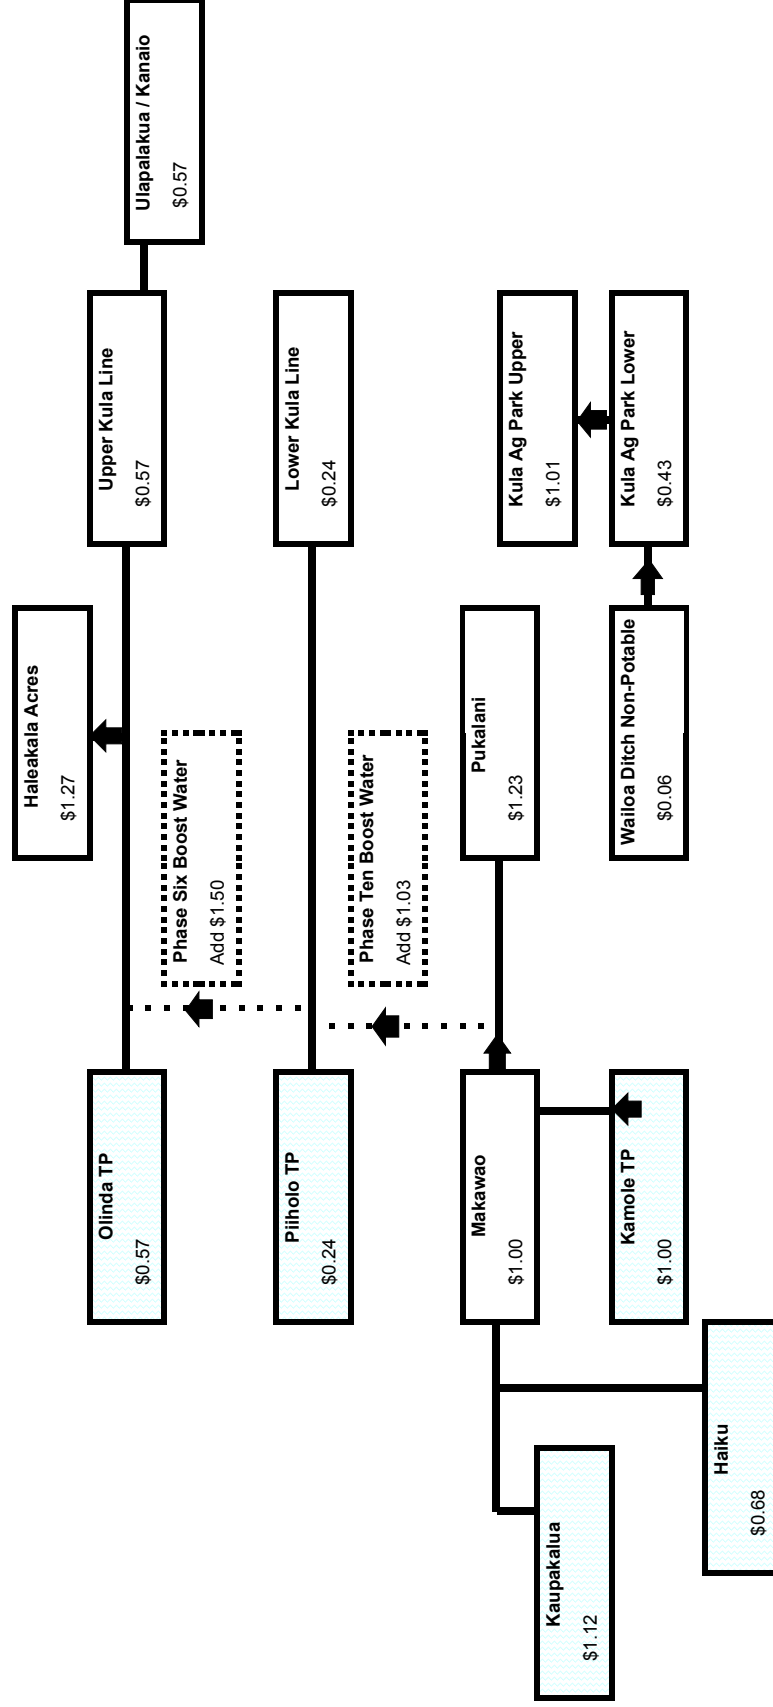 Haleakala Acres
$1.27
Olinda TP
$0.57
Upper Kula Line
$0.57
Ulapalakua / Kanaio
$0.57
Phase Six Boost Water
Add $1.50
Piiholo TP
$0.24
Lower Kula Line
$0.24
Phase Ten Boost Water
Add $1.03
Makawao
$1.00
Pukalani
$1.23
Kula Ag Park Upper
$1.01
Kaupakalua
$1.12
Kamole TP
$1.00
Wailoa Ditch Non-Potable
$0.06
Kula Ag Park Lower
$0.43
Haiku
$0.68